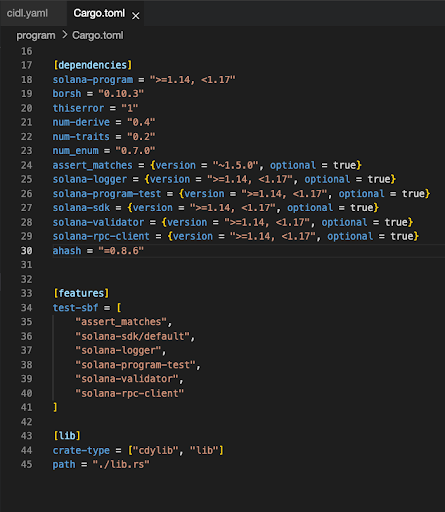 cidl.yaml Cargo.toml ×
program > Cargo.toml
16
17 [dependencies]
18 solana-program = ">=1.14, <1.17"
19 borsh = "0.10.3"
20 thiserror = "1"
21 num-derive = "0.4"
22 num-traits = "0.2"
23 num_enum = "0.7.0"
24 assert_matches = {version = "~1.5.0", optional = true}
25 solana-logger = {version = ">=1.14, <1.17", optional = true}
26 solana-program-test = {version = ">=1.14, <1.17", optional = true}
27 solana-sdk = {version = ">=1.14, <1.17", optional = true}
28 solana-validator = {version = ">=1.14, <1.17", optional = true}
29 solana-rpc-client = {version = ">=1.14, <1.17", optional = true}
30 ahash = "=0.8.6"
31
32
33 [features]
34 test-sbf = [
35 "assert_matches",
36 "solana-sdk/default",
37 "solana-logger",
38 "solana-program-test",
39 "solana-validator",
40 "solana-rpc-client"
41 ]
42
43 [lib]
44 crate-type = ["cdylib", "lib"]
45 path = "./lib.rs"